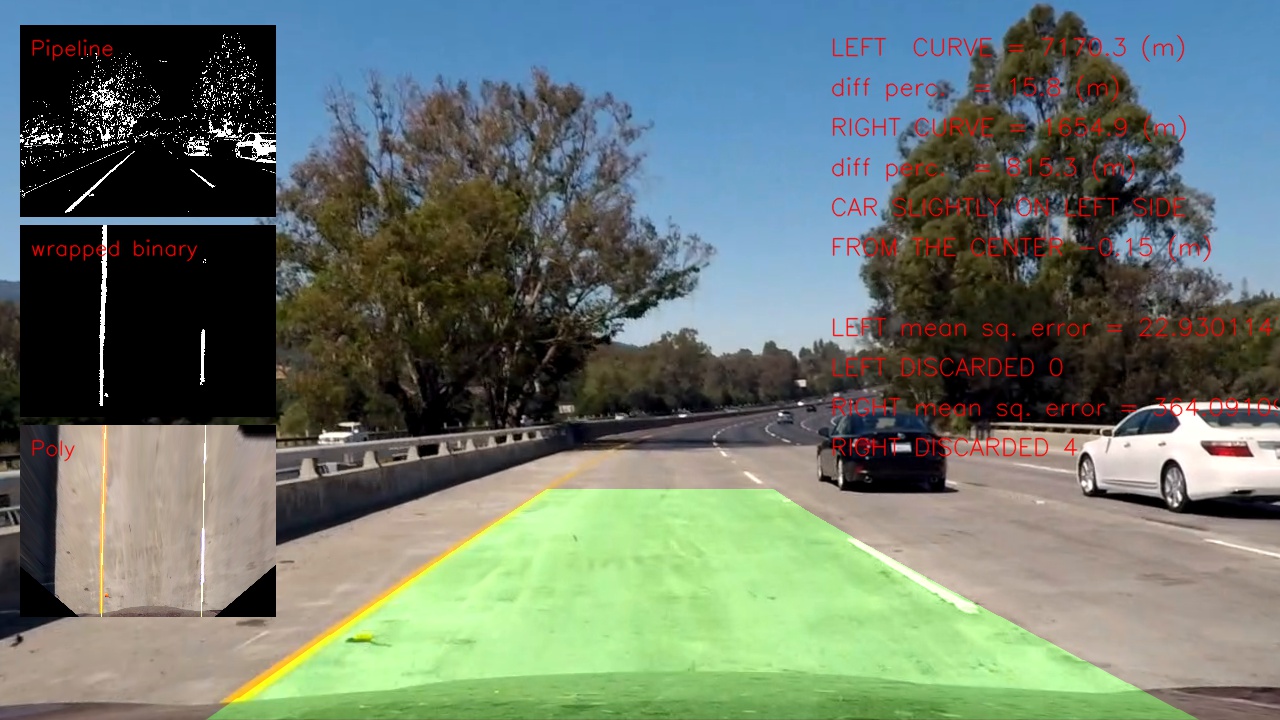 Pipeline
wrapped binary
Poly
LEFT  CURVE = 7170.3 (m)
diff perc.  = 15.8 (m)
RIGHT CURVE = 1654.9 (m)
diff perc.  = 815.3 (m)
CAR SLIGHTLY ON LEFT SIDE
FROM THE CENTER -0.15 (m)
LEFT mean sq. error = 22.930114
LEFT DISCARDED 0
RIGHT mean sq. error = 364.09109
RIGHT DISCARDED 4